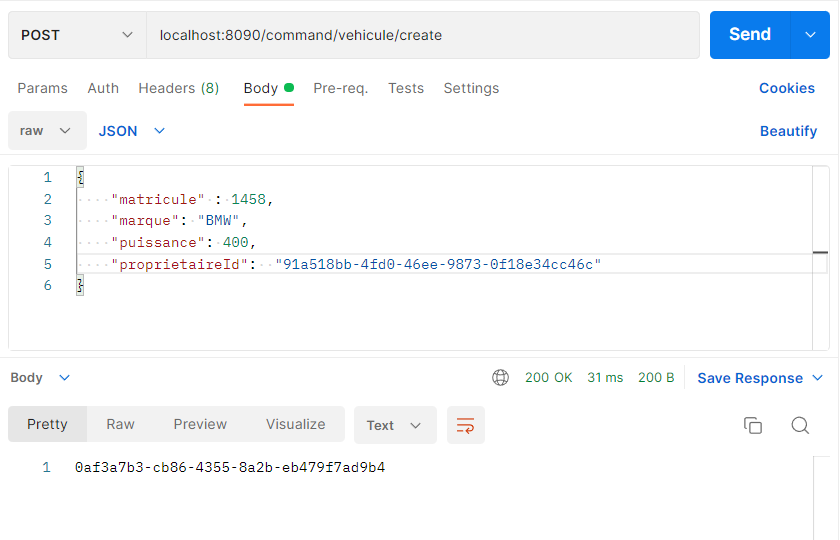 POST localhost:8090/command/vehicule/create Send
Params Auth Headers (8) Body Pre-req. Tests Settings Cookies
raw JSON Beautify
1 {
2 "matricule" : 1458,
3 "marque": "BMW",
4 "puissance": 400,
5 "proprietaireId": "91a518bb-4fd0-46ee-9873-0f18e34cc46c"
6 }
Body 200 OK 31 ms 200 B Save Response
Pretty Raw Preview Visualize Text
1 0af3a7b3-cb86-4355-8a2b-eb479f7ad9b4